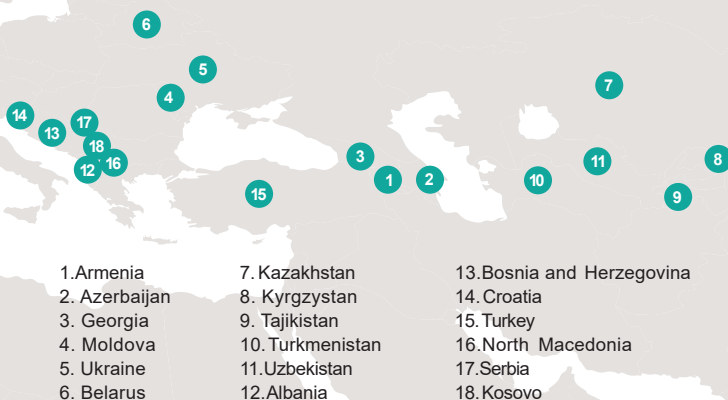 6
5
7
4
14
17
13
18
3
11
8
16
12
1
2
10
15
9
1.Armenia
2. Azerbaijan
3. Georgia
4. Moldova
5. Ukraine
6. Belarus
7. Kazakhstan
8. Kyrgzystan
9. Tajikistan
10. Turkmenistan
11.Uzbekistan
12.Albania
13.Bosnia and Herzegovina
14. Croatia
15. Turkey
16.North Macedonia
17.Serbia
18.Kosovo